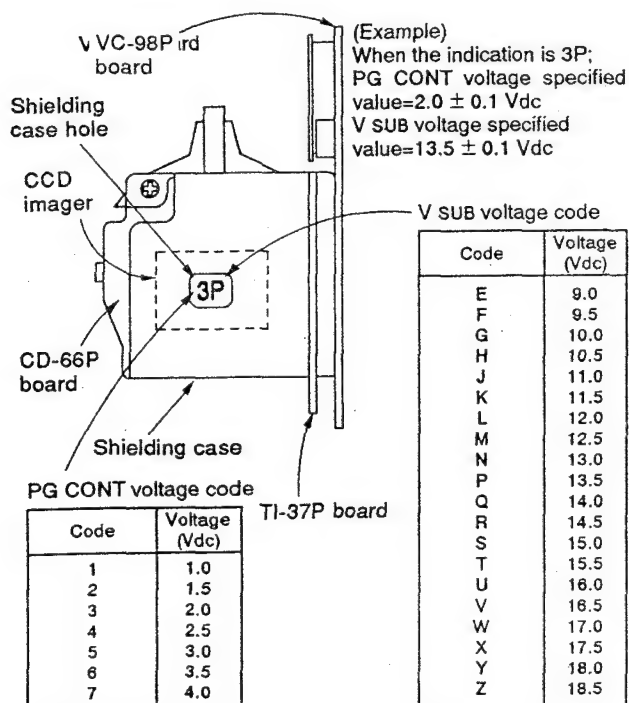 VC-98P
board
(Example)
When the indication is 3P;
PG CONT voltage specified
value=2.0 ± 0.1 Vdc
V SUB voltage specified
value=13.5 ± 0.1 Vdc
Shielding
case hole
CCD
imager
3P
CD-66P
board
Shielding case
TI-37P board
V SUB voltage code
Code Voltage (Vdc)
E 9.0
F 9.5
G 10.0
H 10.5
J 11.0
K 11.5
L 12.0
M 12.5
N 13.0
P 13.5
Q 14.0
R 14.5
S 15.0
T 15.5
U 16.0
V 16.5
W 17.0
X 17.5
Y 18.0
Z 18.5
PG CONT voltage code
Code Voltage (Vdc)
1 1.0
2 1.5
3 2.0
4 2.5
5 3.0
6 3.5
7 4.0